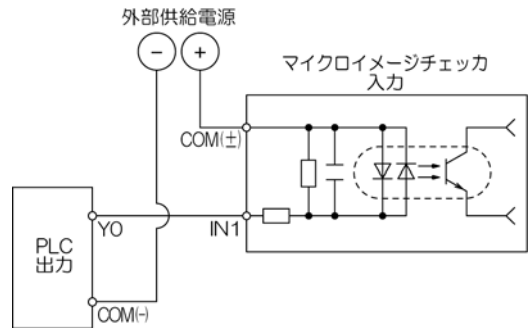 外部供給電源
− +
マイクロイメージチェッカ
入力
COM(±)
Y0
IN1
PLC
出力
COM(-)